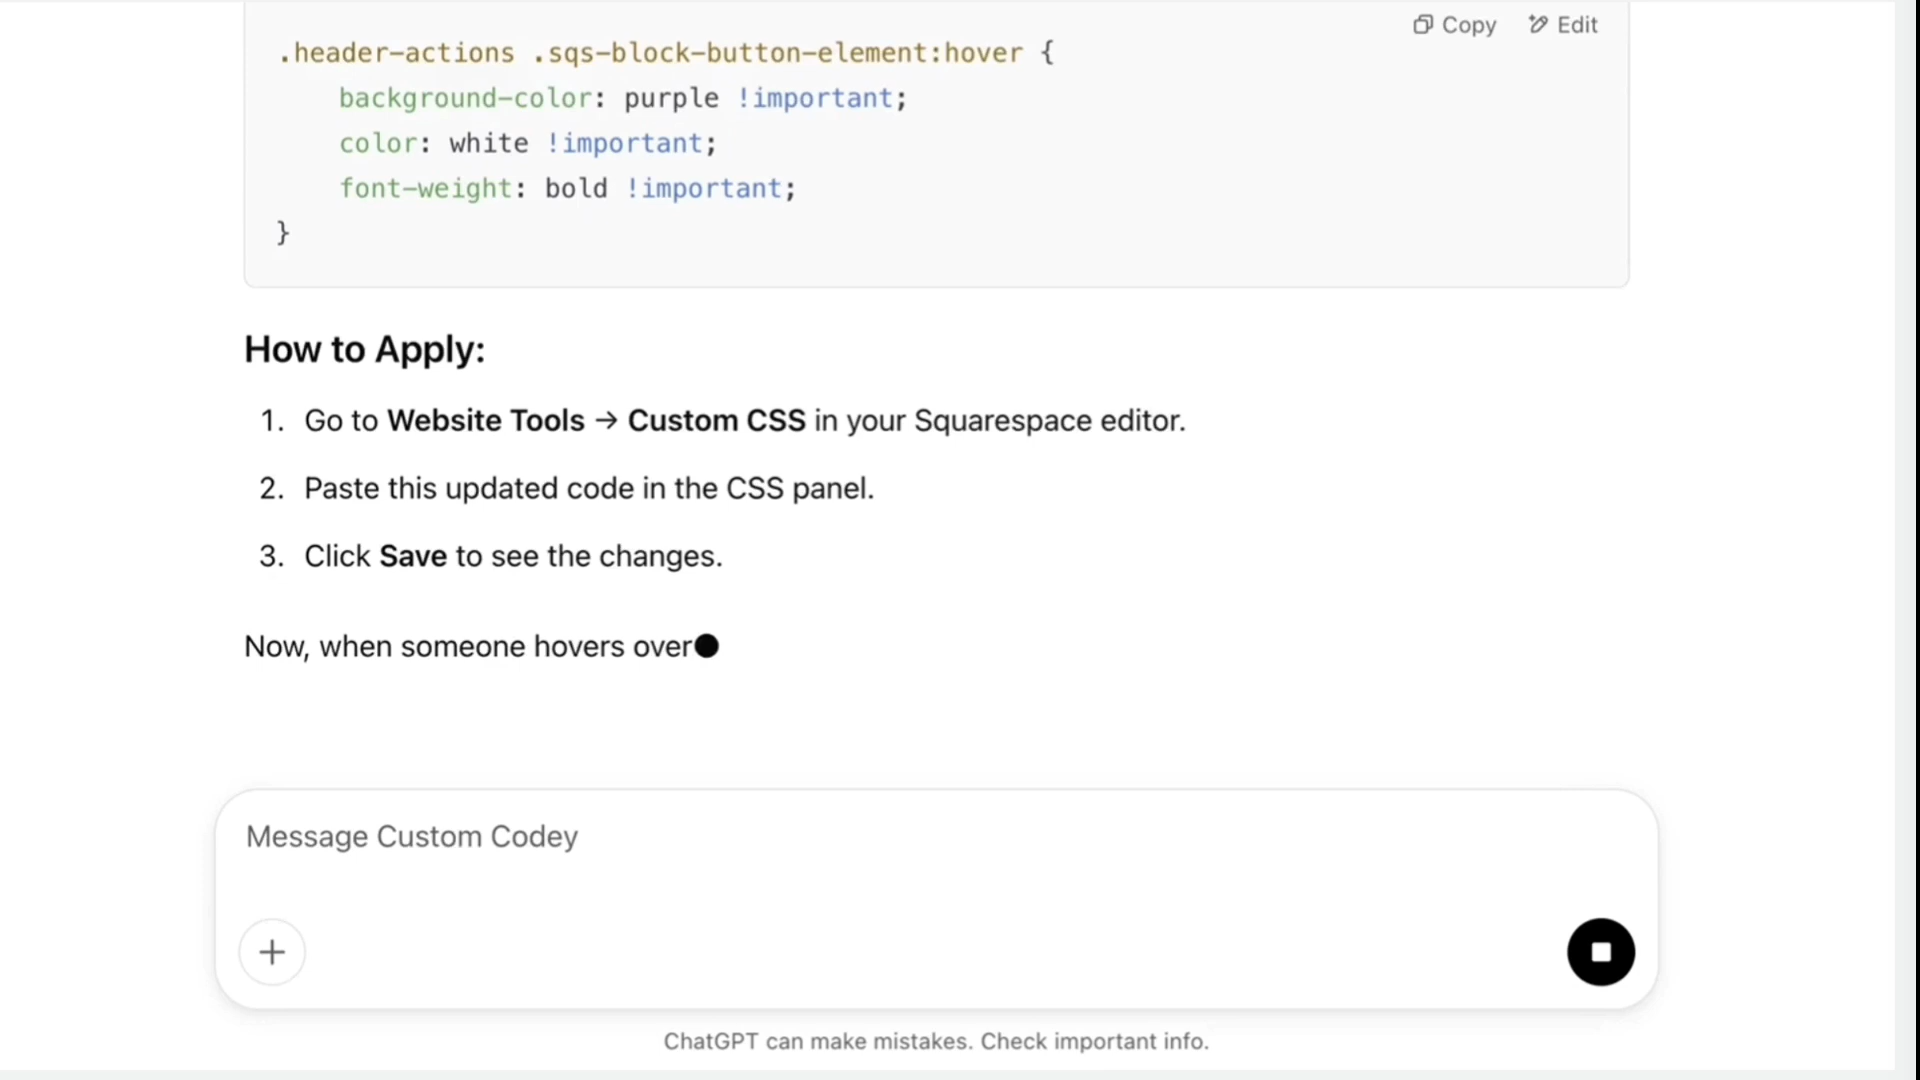 Copy Edit
.header-actions .sqs-block-button-element:hover {
background-color: purple !important;
color: white !important;
font-weight: bold !important;
}
How to Apply:
1. Go to Website Tools → Custom CSS in your Squarespace editor.
2. Paste this updated code in the CSS panel.
3. Click Save to see the changes.
Now, when someone hovers over
Message Custom Codey
ChatGPT can make mistakes. Check important info.